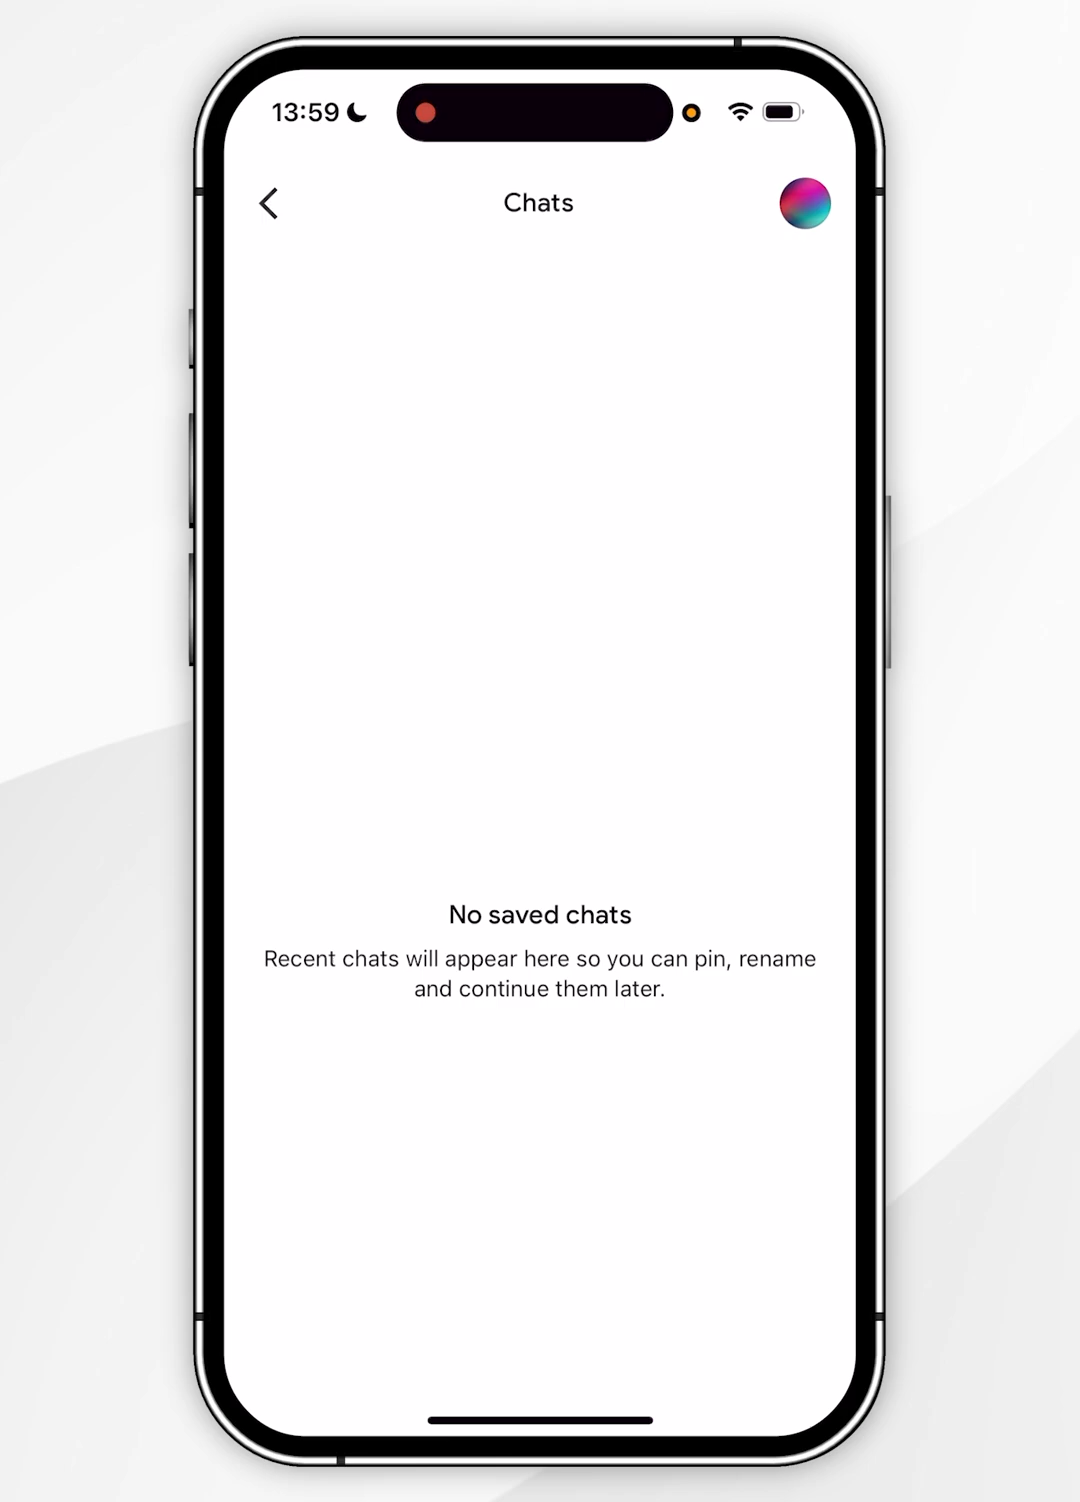 13:59
Chats
No saved chats
Recent chats will appear here so you can pin, rename
and continue them later.